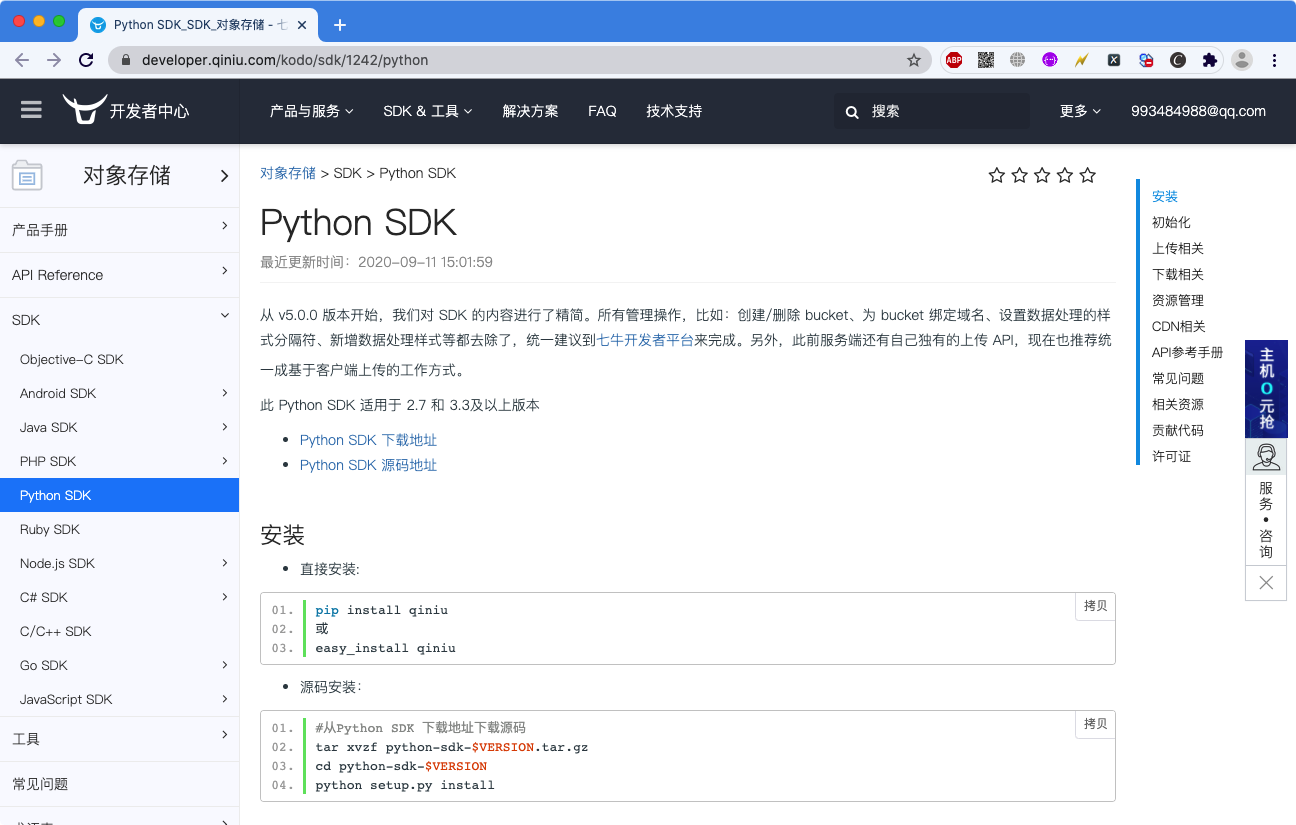 Python SDK_SDK_对象存储 - 七
developer.qiniu.com/kodo/sdk/1242/python
ABP
开发者中心
产品与服务
SDK & 工具
解决方案
FAQ
技术支持
搜索
更多
993484988@qq.com
对象存储
产品手册
API Reference
SDK
Objective-C SDK
Android SDK
Java SDK
PHP SDK
Python SDK
Ruby SDK
Node.js SDK
C# SDK
C/C++ SDK
Go SDK
JavaScript SDK
工具
常见问题
对象存储 > SDK > Python SDK
Python SDK
最近更新时间：2020-09-11 15:01:59
从 v5.0.0 版本开始，我们对 SDK 的内容进行了精简。所有管理操作，比如：创建/删除 bucket、为 bucket 绑定域名、设置数据处理的样
式分隔符、新增数据处理样式等都去除了，统一建议到七牛开发者平台来完成。另外，此前服务端还有自己独有的上传 API，现在也推荐统
一成基于客户端上传的工作方式。
此 Python SDK 适用于 2.7 和 3.3及以上版本
Python SDK 下载地址
Python SDK 源码地址
安装
直接安装:
拷贝
01. pip install qiniu
02. 或
03. easy_install qiniu
源码安装：
拷贝
01. #从Python SDK 下载地址下载源码
02. tar xvzf python-sdk-$VERSION.tar.gz
03. cd python-sdk-$VERSION
04. python setup.py install
安装
初始化
上传相关
下载相关
资源管理
CDN相关
API参考手册
常见问题
相关资源
贡献代码
许可证
主机0元抢
服务•咨询